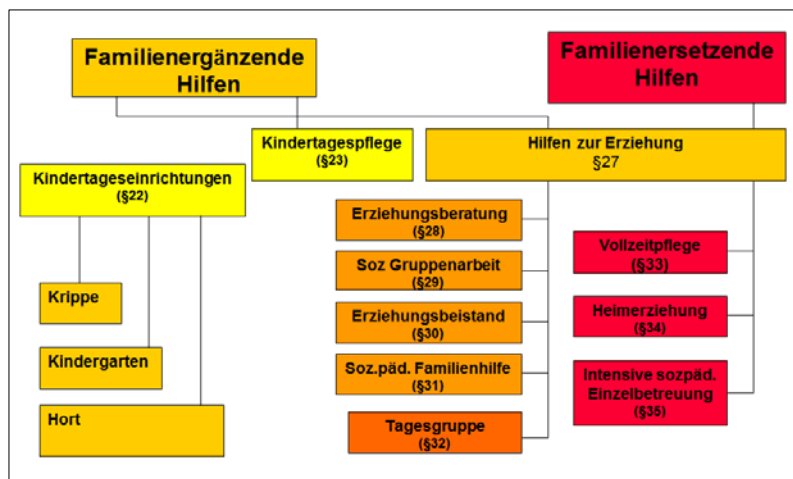 Familienergänzende
Hilfen
Familienersetzende
Hilfen
Kindertagespflege
(§23)
Hilfen zur Erziehung
§27
Kindertageseinrichtungen
(§22)
Erziehungsberatung
(§28)
Soz Gruppenarbeit
(§29)
Erziehungsbeistand
(§30)
Soz.päd. Familienhilfe
(§31)
Tagesgruppe
(§32)
Vollzeitpflege
(§33)
Heimerziehung
(§34)
Intensive sozpäd.
Einzelbetreuung
(§35)
Krippe
Kindergarten
Hort